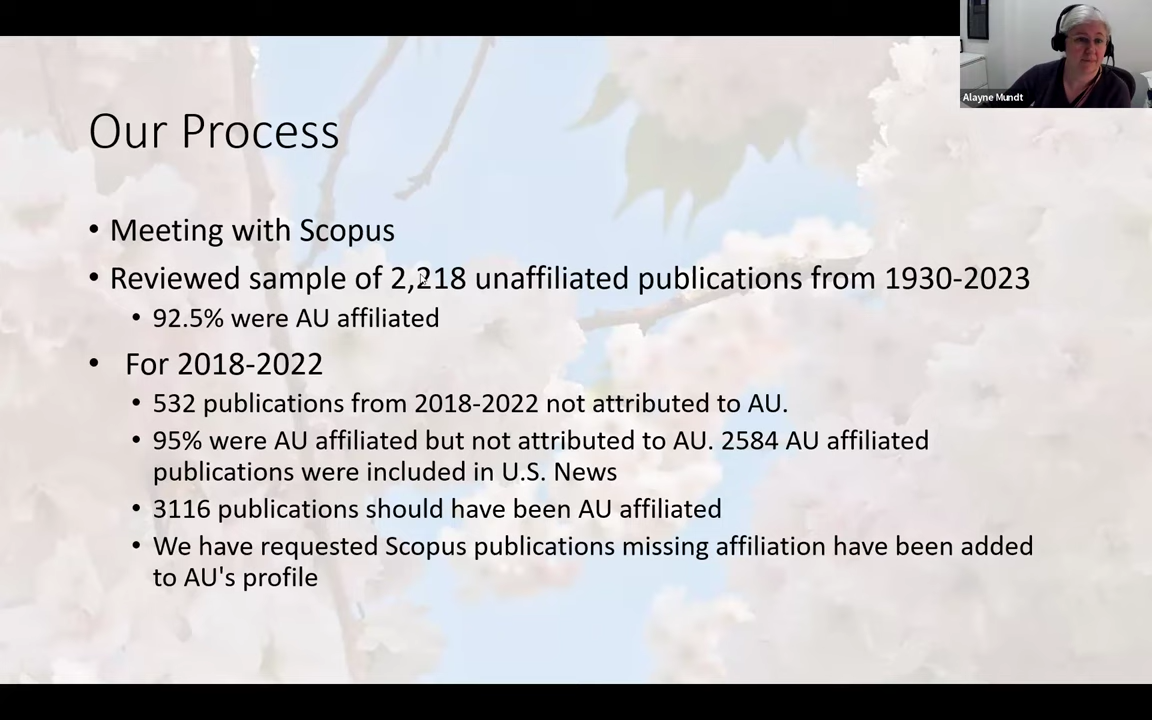 Alayne Mundt
Our Process
• Meeting with Scopus
• Reviewed sample of 2,218 unaffiliated publications from 1930-2023
• 92.5% were AU affiliated
• For 2018-2022
• 532 publications from 2018-2022 not attributed to AU.
• 95% were AU affiliated but not attributed to AU. 2584 AU affiliated
publications were included in U.S. News
• 3116 publications should have been AU affiliated
• We have requested Scopus publications missing affiliation have been added
to AU's profile